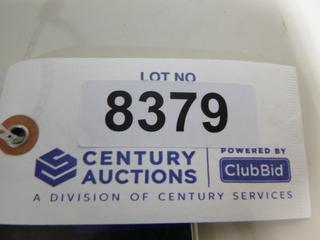 LOT NO
8379
CENTURY
AUCTIONS
POWERED BY
ClubBid
A DIVISION OF CENTURY SERVICES